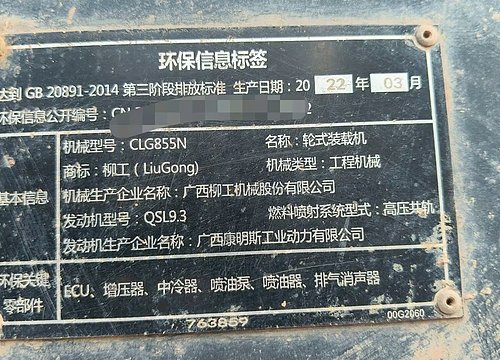 环保信息标签
达到 GB 20891-2014 第三阶段排放标准 生产日期：20 22 年 03 月
环保信息公开编号：CN
基本信息
机械型号：CLG855N 名称：轮式装载机
商标：柳工（LiuGong） 机械类型：工程机械
机械生产企业名称：广西柳工机械股份有限公司
发动机型号：QSL9.3 燃料喷射系统型式：高压共轨
发动机生产企业名称：广西康明斯工业动力有限公司
环保关键零部件
ECU、增压器、中冷器、喷油泵、喷油器、排气消声器
763859
00G2060